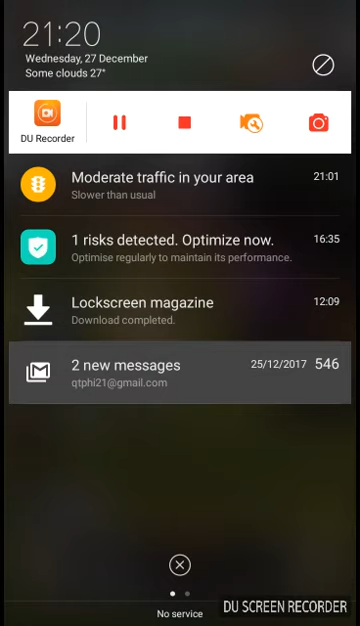 21:20
Wednesday, 27 December
Some clouds 27°
DU Recorder
Moderate traffic in your area 21:01
Slower than usual
1 risks detected. Optimize now. 16:35
Optimise regularly to maintain its performance.
Lockscreen magazine 12:09
Download completed.
2 new messages 25/12/2017 546
qtphi21@gmail.com
No service
DU SCREEN RECORDER